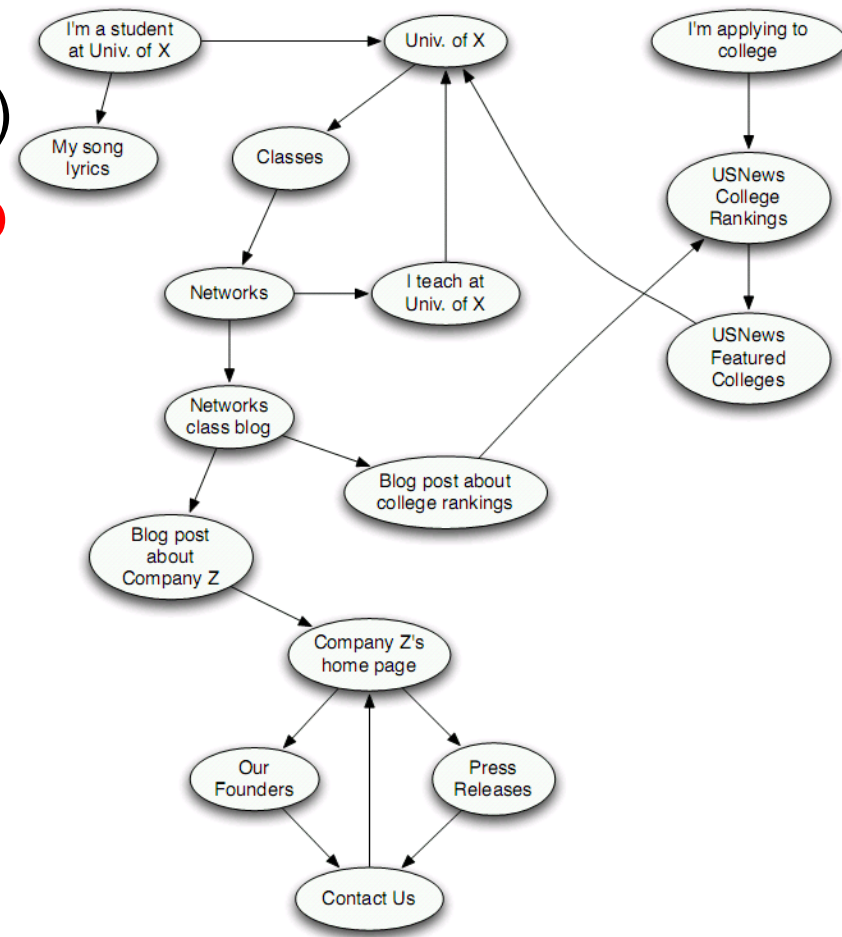 I'm a student
at Univ. of X
Univ. of X
I'm applying to
college
My song
lyrics
Classes
USNews
College
Rankings
Networks
I teach at
Univ. of X
USNews
Featured
Colleges
Networks
class blog
Blog post about
college rankings
Blog post
about
Company Z
Company Z's
home page
Our
Founders
Press
Releases
Contact Us